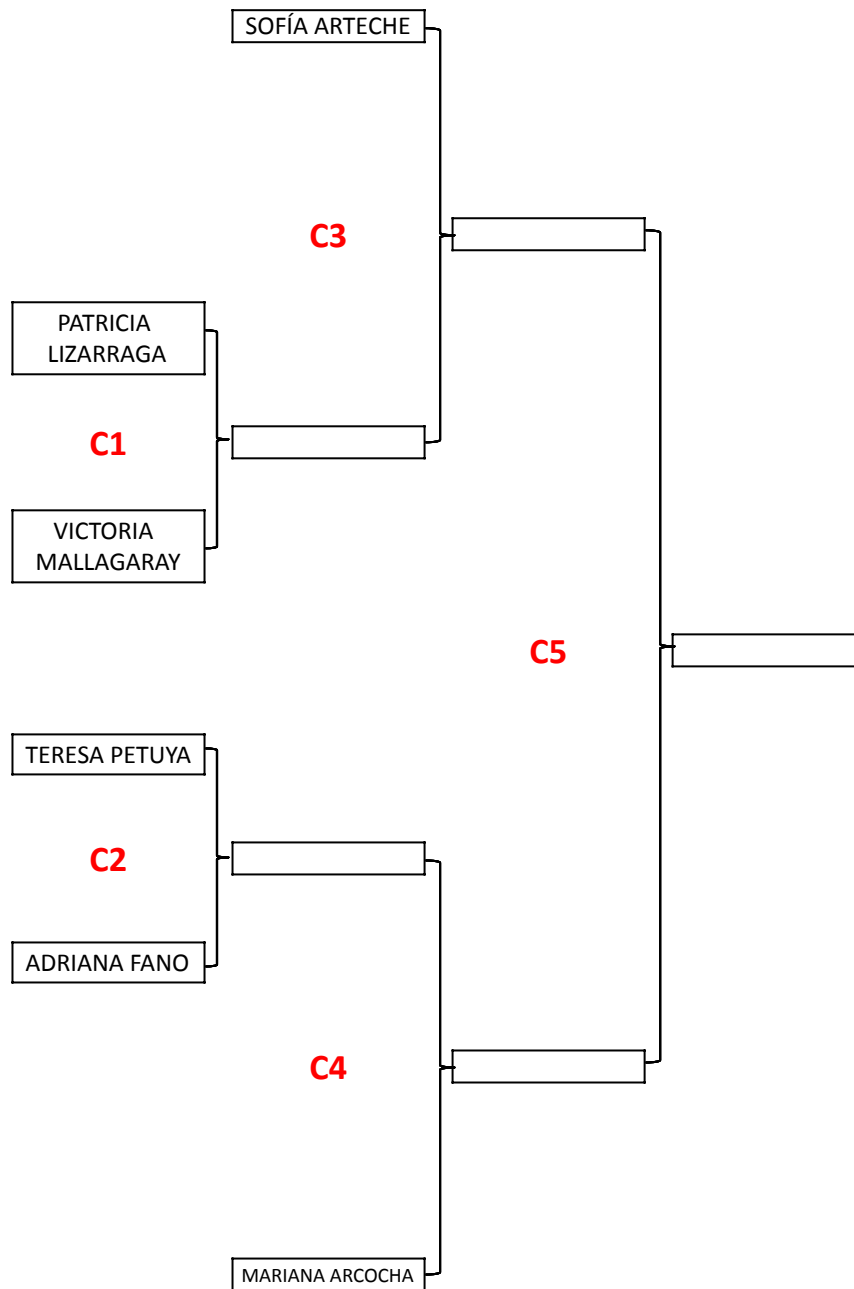 SOFÍA ARTECHE
C3
PATRICIA
LIZARRAGA
C1
VICTORIA
MALLAGARAY
C5
TERESA PETUYA
C2
ADRIANA FANO
C4
MARIANA ARCOCHA